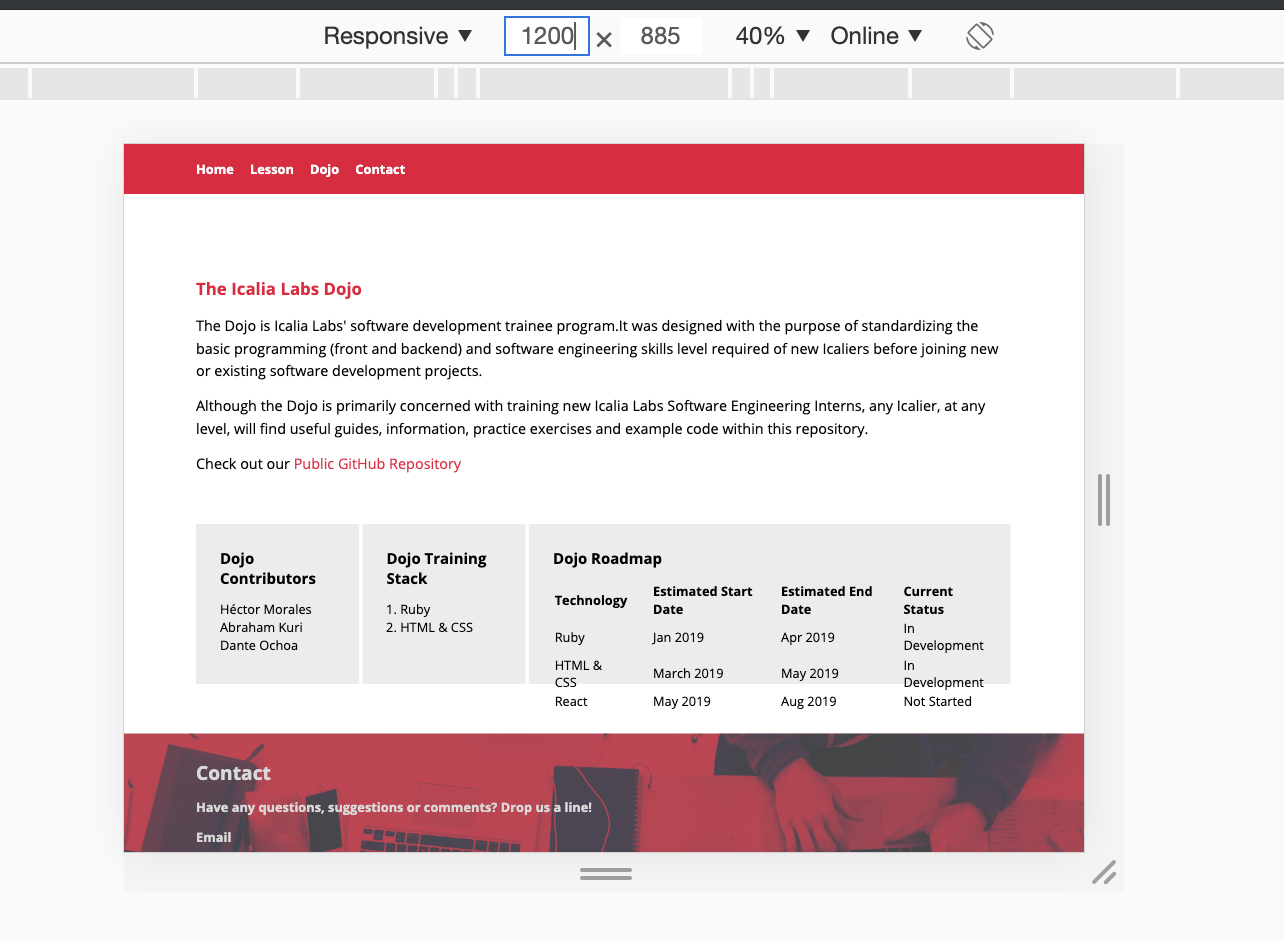 Responsive ▼ 1200 × 885 40% ▼ Online ▼
Home Lesson Dojo Contact
The Icalia Labs Dojo
The Dojo is Icalia Labs' software development trainee program.It was designed with the purpose of standardizing the
basic programming (front and backend) and software engineering skills level required of new Icaliers before joining new
or existing software development projects.
Although the Dojo is primarily concerned with training new Icalia Labs Software Engineering Interns, any Icalier, at any
level, will find useful guides, information, practice exercises and example code within this repository.
Check out our Public GitHub Repository
Dojo
Contributors
Héctor Morales
Abraham Kuri
Dante Ochoa
Dojo Training
Stack
1. Ruby
2. HTML & CSS
Dojo Roadmap
Technology Estimated Start Date Estimated End Date Current Status
Ruby Jan 2019 Apr 2019 In Development
HTML & CSS March 2019 May 2019 In Development
React May 2019 Aug 2019 Not Started
Contact
Have any questions, suggestions or comments? Drop us a line!
Email